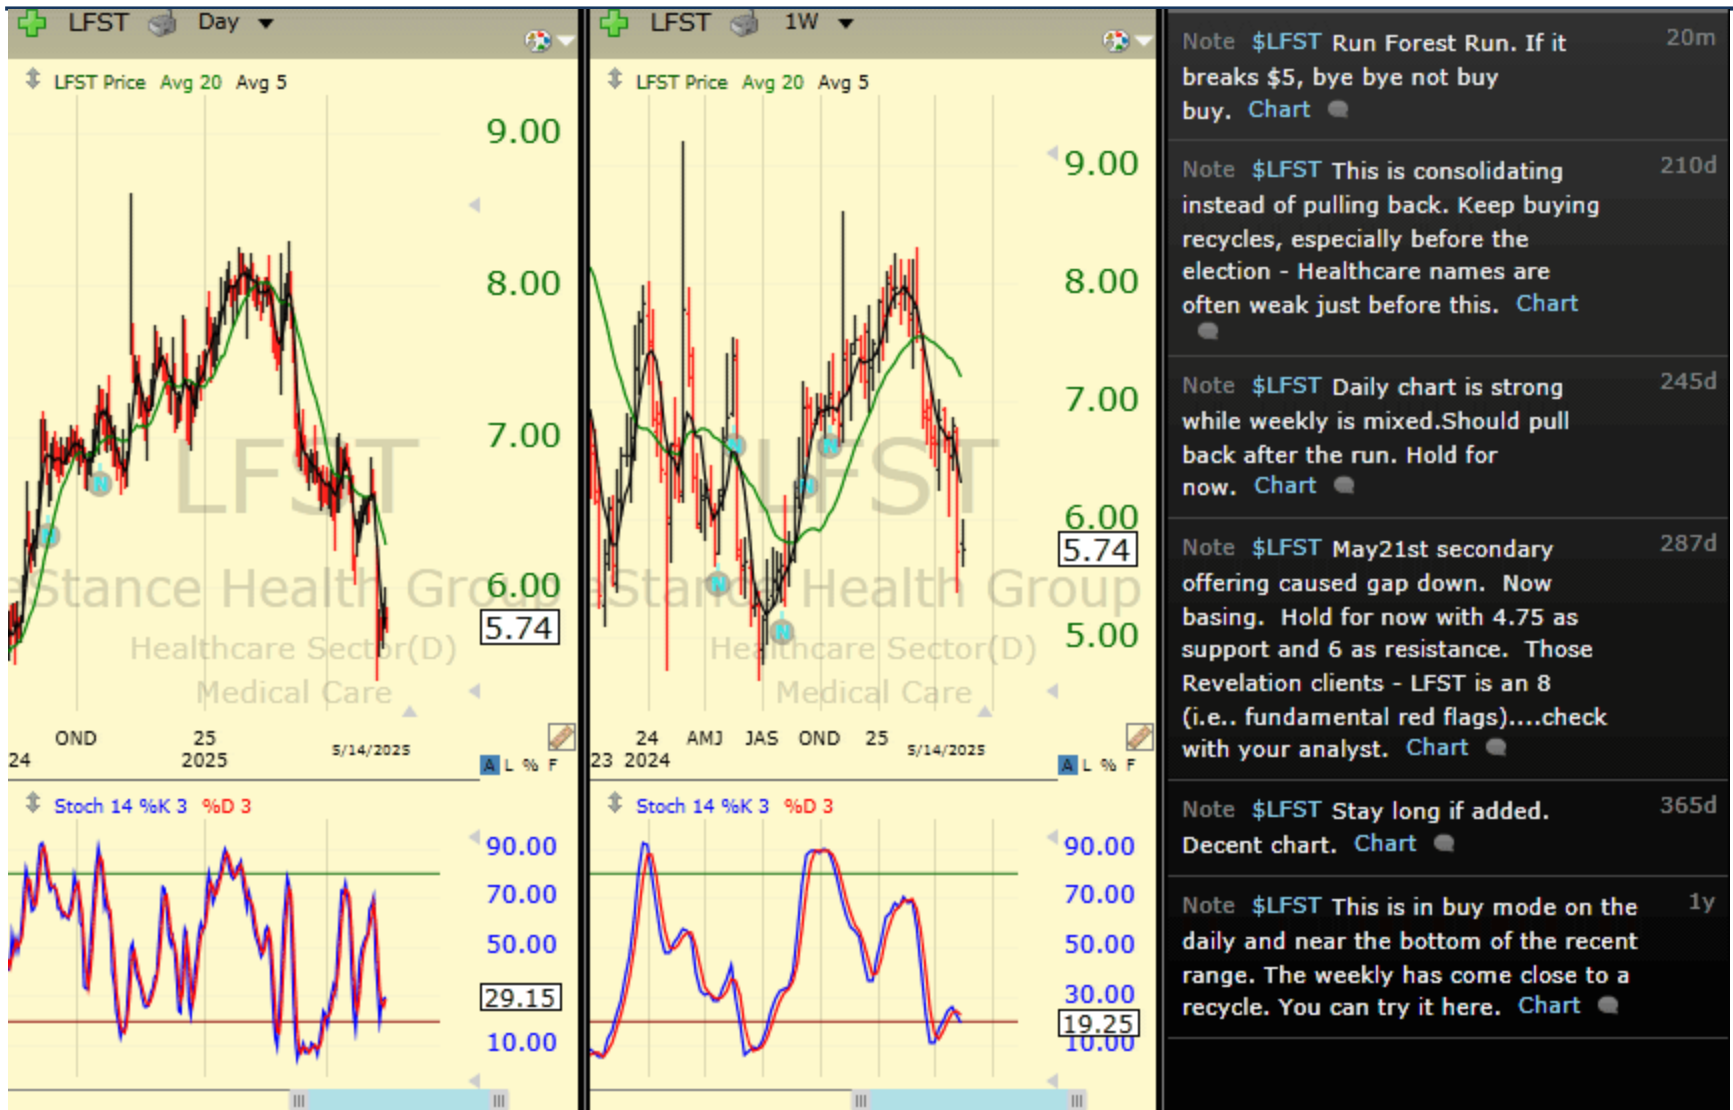 LFST Day
LFST Price Avg 20 Avg 5
9.00
8.00
7.00
6.00
5.74
LFST
eStance Health Group
Healthcare Sector(D)
Medical Care
OND 25
24 2025 5/14/2025
A L % F
Stoch 14 %K 3 %D 3
90.00
70.00
50.00
29.15
10.00
LFST 1W
LFST Price Avg 20 Avg 5
9.00
8.00
7.00
6.00
5.74
5.00
LFST
eStance Health Group
Healthcare Sector(D)
Medical Care
N
N
N
N
N
N
N
24 AMJ JAS OND 25
23 2024 5/14/2025
A L % F
Stoch 14 %K 3 %D 3
90.00
70.00
50.00
30.00
19.25
10.00
Note $LFST Run Forest Run. If it 20m
breaks $5, bye bye not buy
buy. Chart
Note $LFST This is consolidating 210d
instead of pulling back. Keep buying
recycles, especially before the
election - Healthcare names are
often weak just before this. Chart
Note $LFST Daily chart is strong 245d
while weekly is mixed.Should pull
back after the run. Hold for
now. Chart
Note $LFST May21st secondary 287d
offering caused gap down. Now
basing. Hold for now with 4.75 as
support and 6 as resistance. Those
Revelation clients - LFST is an 8
(i.e.. fundamental red flags)....check
with your analyst. Chart
Note $LFST Stay long if added. 365d
Decent chart. Chart
Note $LFST This is in buy mode on the 1y
daily and near the bottom of the recent
range. The weekly has come close to a
recycle. You can try it here. Chart